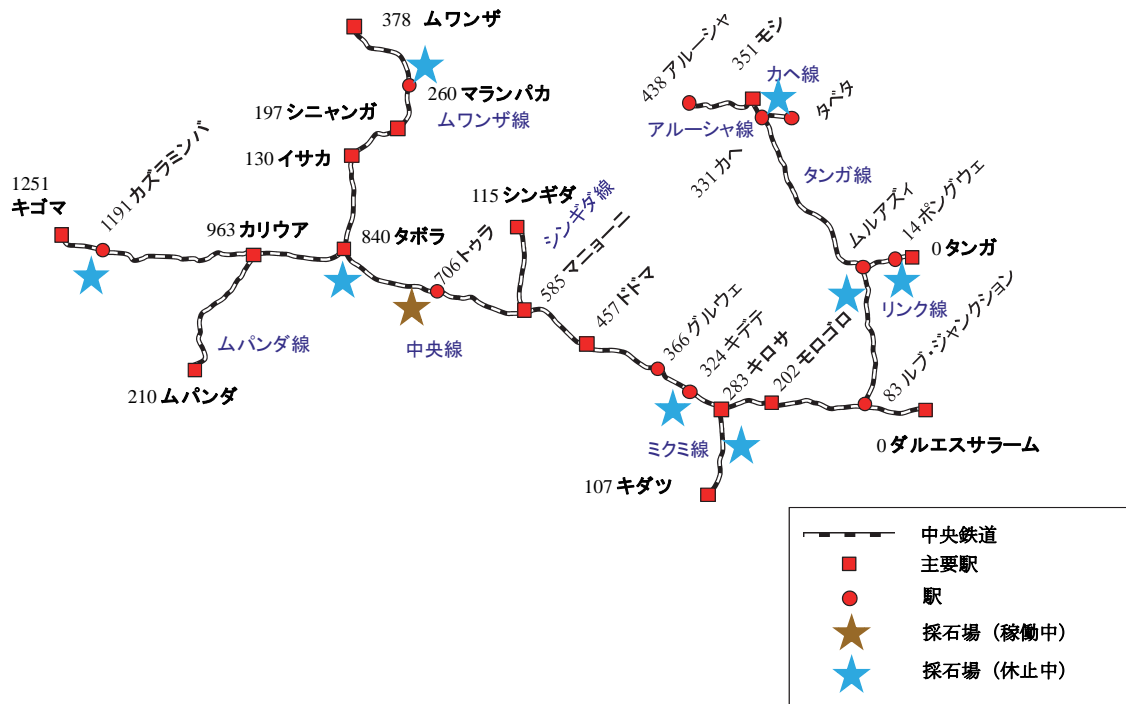 378 ムワンザ
260 マランパカ
197 シニャンガ
ムワンザ線
130 イサカ
1251
キゴマ
1191 カズラミンバ
963 カリウア
840 タボラ
ムパンダ線
210 ムパンダ
706 トゥラ
中央線
115 シンギダ
シンギダ線
585 マニョーニ
457 ドドマ
366 グルウェ
324 キデテ
283 キロサ
202 モロゴロ
83 ルブ・ジャンクション
0 ダルエスサラーム
ミクミ線
107 キダツ
438 アルーシャ
351 モシ
カヘ線
タベタ
アルーシャ線
331 カヘ
タンガ線
ムルアズィ
14 ポングウェ
0 タンガ
リンク線
中央鉄道
主要駅
駅
採石場（稼働中）
採石場（休止中）